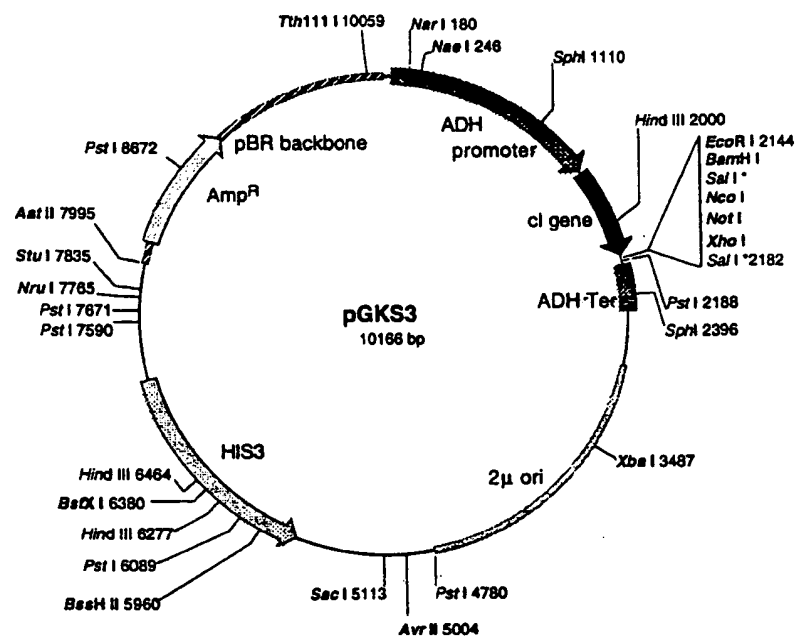 Tth111 I 10059
Nar I 180
Nae I 246
SphI 1110
Hind III 2000
EcoR I 2144
BamH I
Sal I *
Nco I
Not I
Xho I
Sal I *2182
Pst I 2188
SphI 2396
Xba I 3487
Pst I 4780
Avr II 5004
Sac I 5113
BssH II 5960
Pst I 6089
Hind III 6277
BstX I 6380
Hind III 6464
Pst I 7590
Pst I 7671
Nru I 7765
Stu I 7835
Aat II 7995
Pst I 8672
pBR backbone
AmpR
ADH
promoter
cI gene
ADH-Ter
2µ ori
HIS3
pGKS3
10166 bp